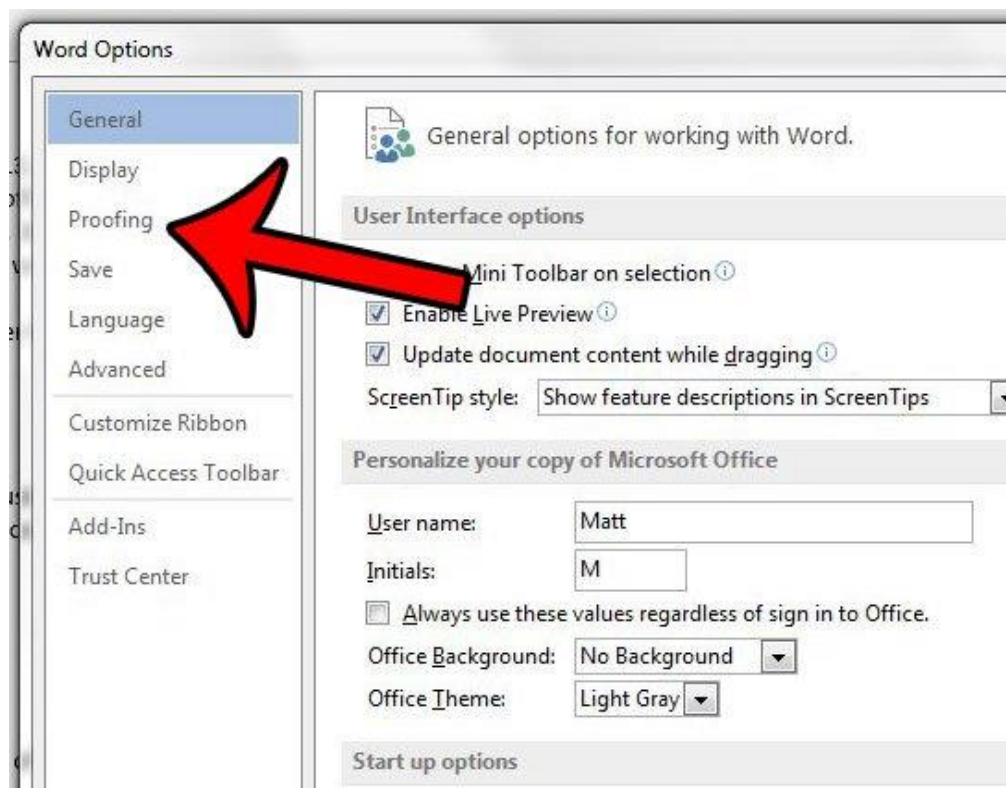 Word Options
General
Display
Proofing
Save
Language
Advanced
Customize Ribbon
Quick Access Toolbar
Add-Ins
Trust Center
General options for working with Word.
User Interface options
Mini Toolbar on selection
Enable Live Preview
Update document content while dragging
ScreenTip style: Show feature descriptions in ScreenTips
Personalize your copy of Microsoft Office
User name: Matt
Initials: M
Always use these values regardless of sign in to Office.
Office Background: No Background
Office Theme: Light Gray
Start up options